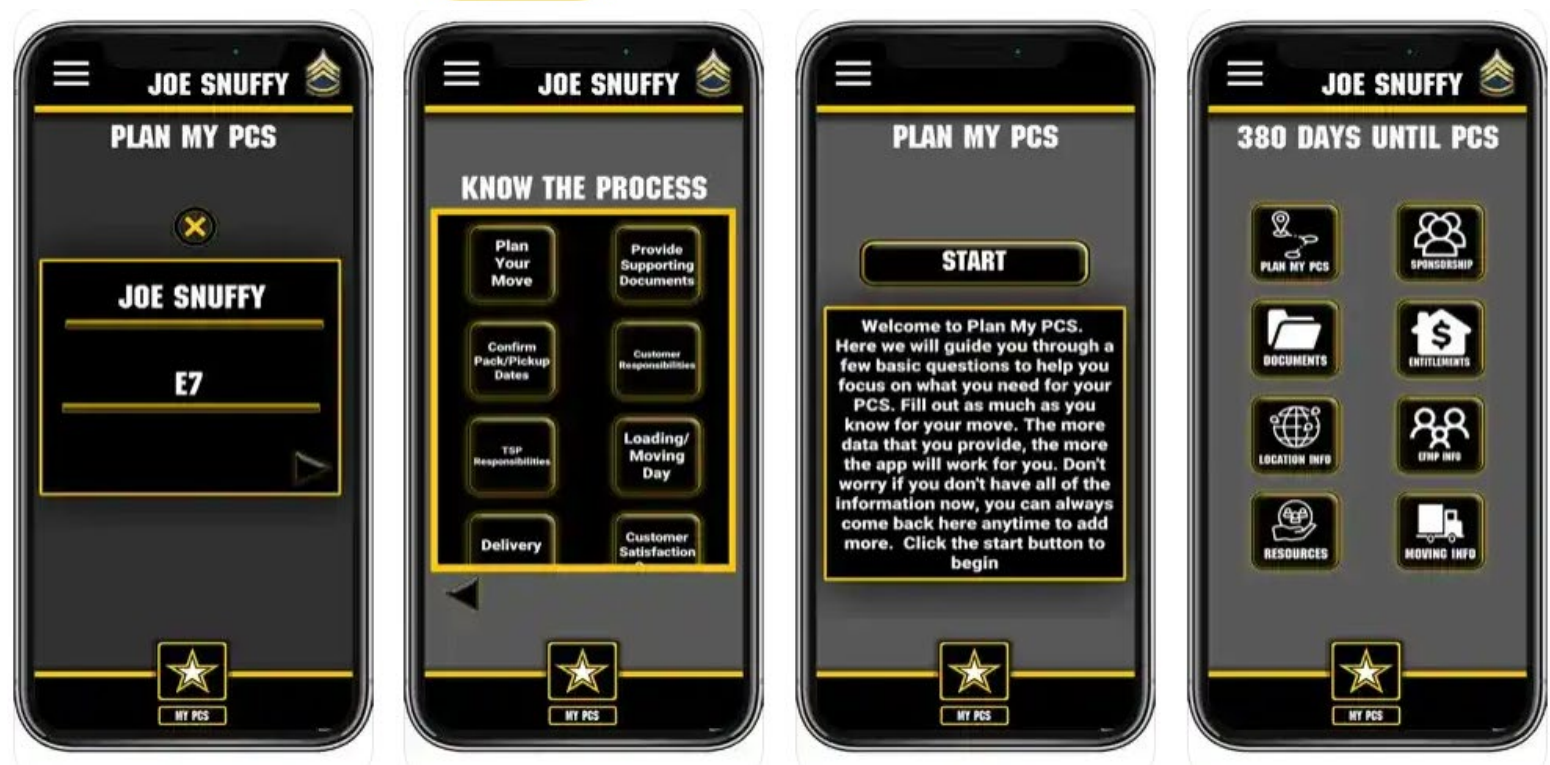 JOE SNUFFY
PLAN MY PCS
JOE SNUFFY
E7
MY PCS
JOE SNUFFY
KNOW THE PROCESS
Plan
Your
Move
Provide
Supporting
Documents
Confirm
Pack/Pickup
Dates
Customer
Responsibilities
TSP
Responsibilities
Loading/
Moving
Day
Delivery
Customer
Satisfaction
MY PCS
PLAN MY PCS
START
Welcome to Plan My PCS.
Here we will guide you through a
few basic questions to help you
focus on what you need for your
PCS. Fill out as much as you
know for your move. The more
data that you provide, the more
the app will work for you. Don't
worry if you don't have all of the
information now, you can always
come back here anytime to add
more. Click the start button to
begin
MY PCS
JOE SNUFFY
380 DAYS UNTIL PCS
PLAN MY PCS
SPONSORSHIP
DOCUMENTS
ENTITLEMENTS
LOCATION INFO
EFMP INFO
RESOURCES
MOVING INFO
MY PCS